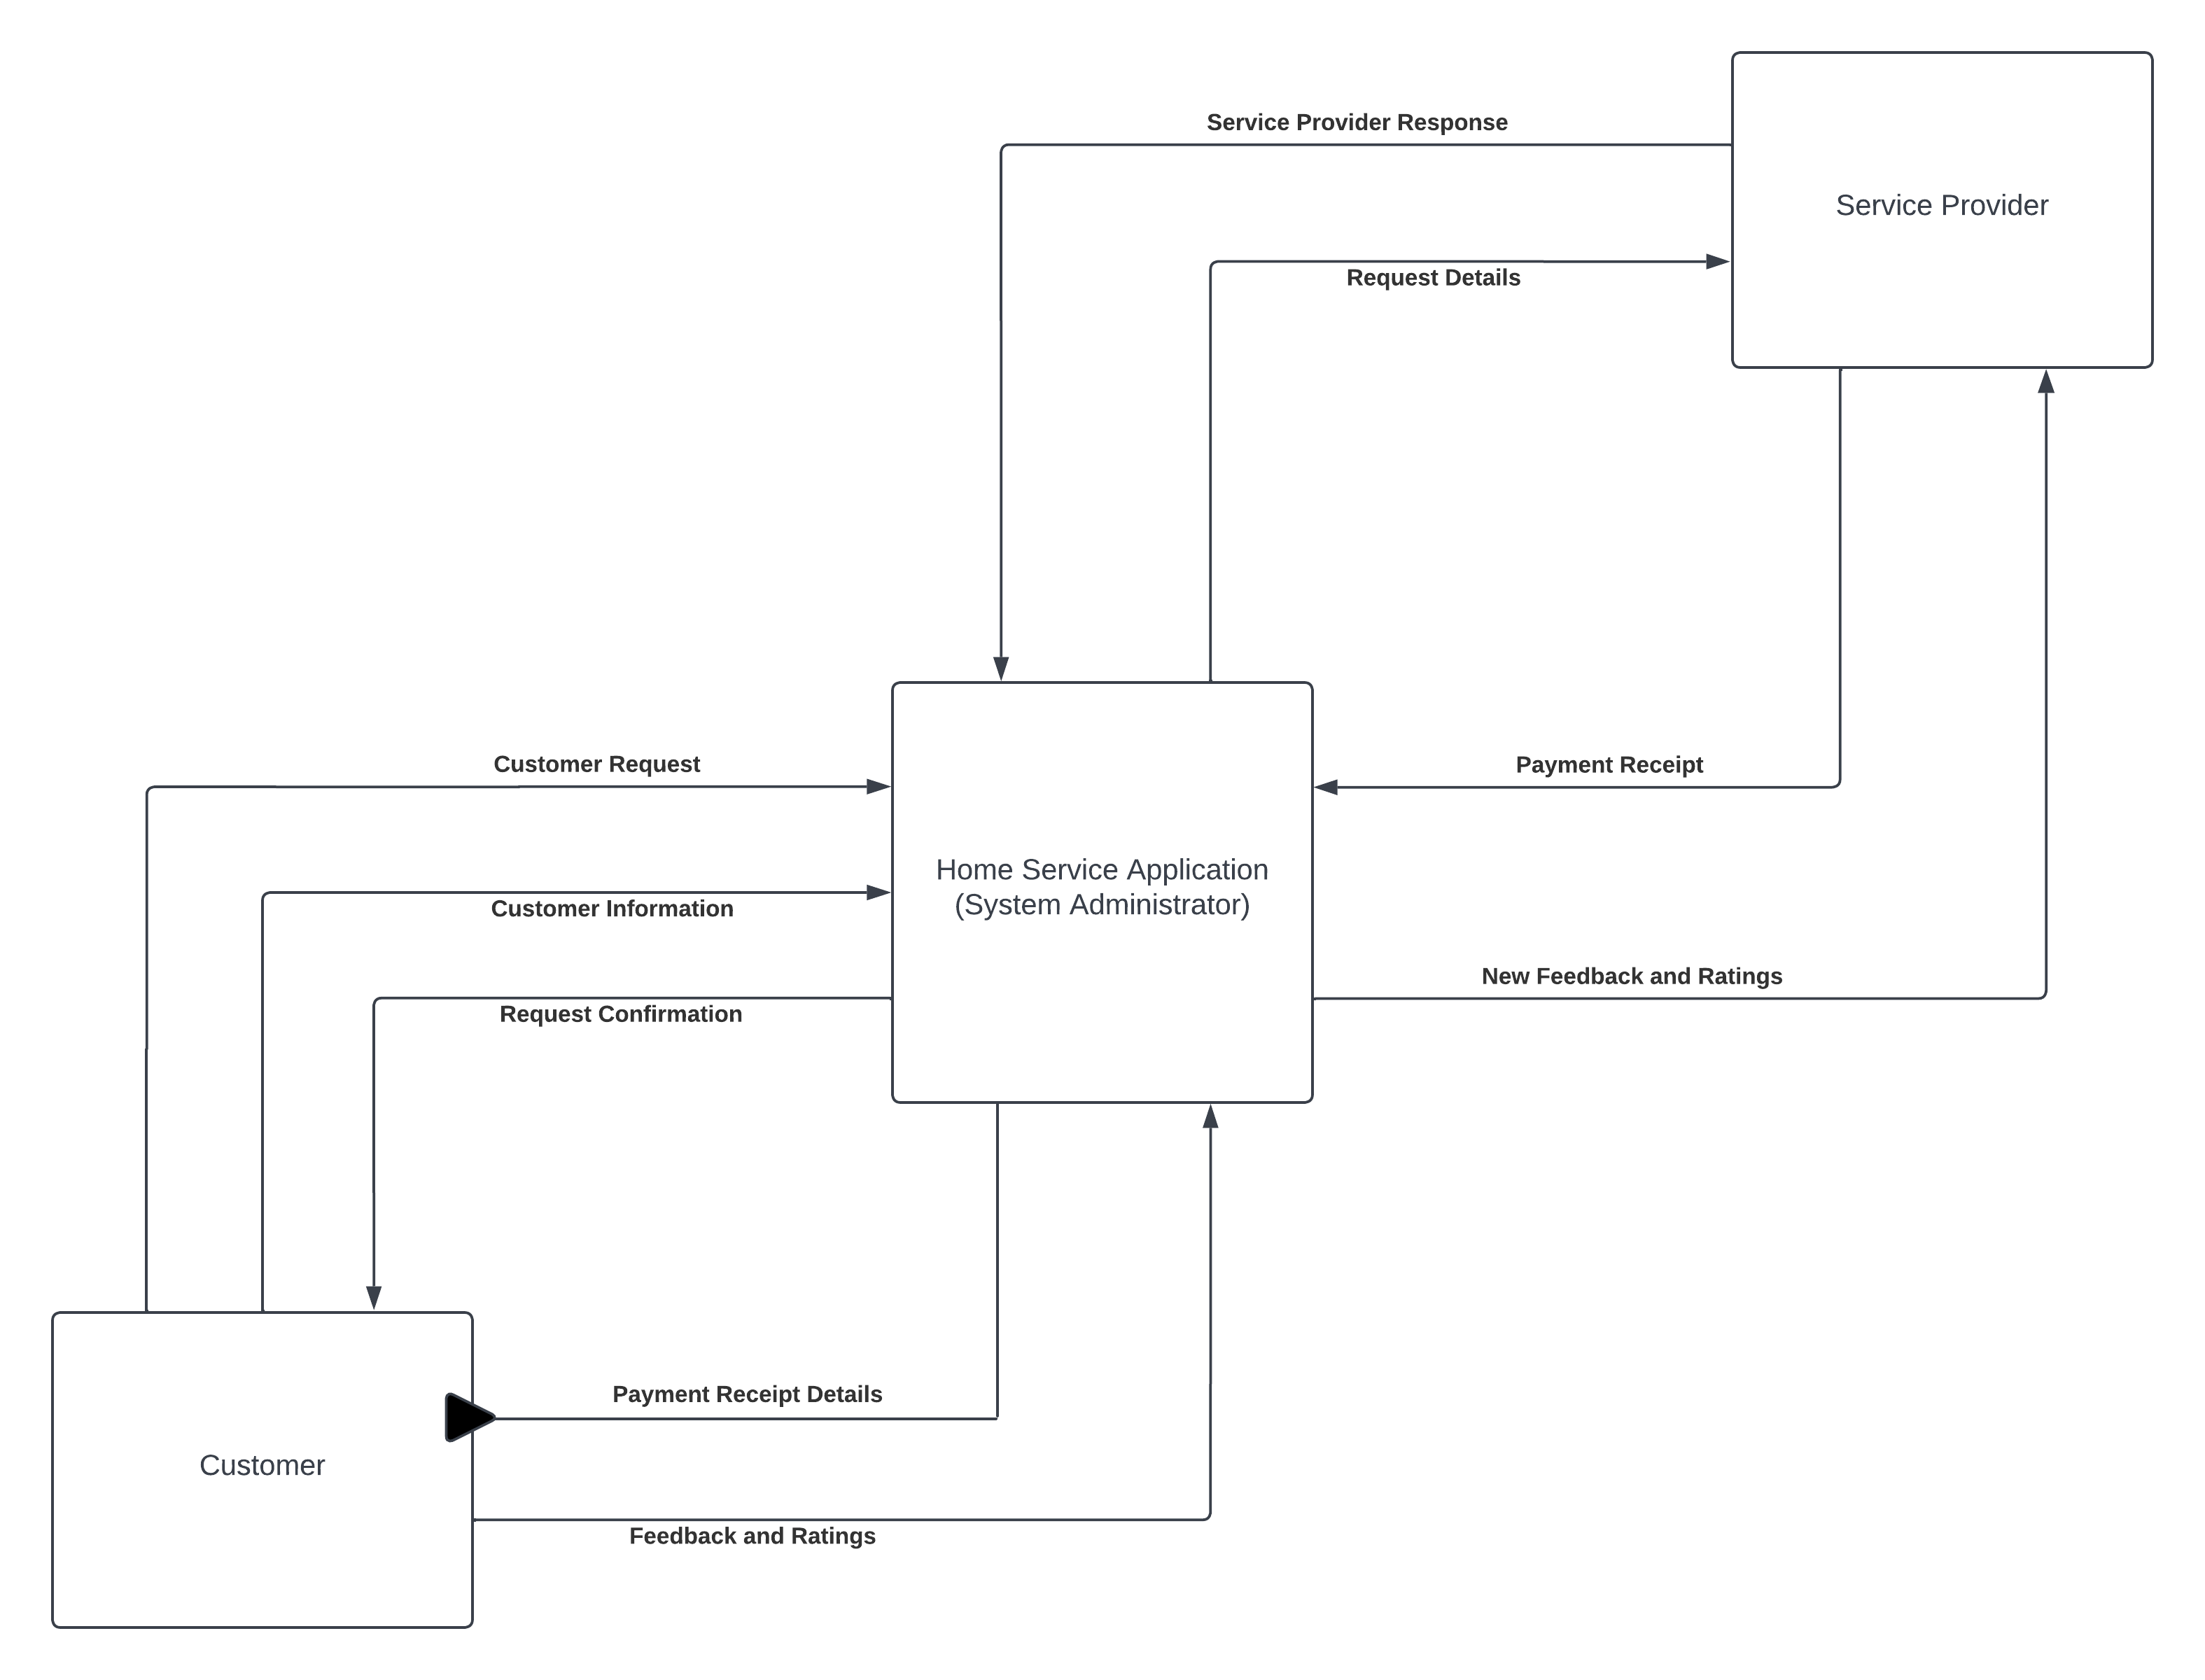 Service Provider Response
Service Provider
Request Details
Customer Request
Payment Receipt
Home Service Application
(System Administrator)
Customer Information
New Feedback and Ratings
Request Confirmation
Payment Receipt Details
Customer
Feedback and Ratings